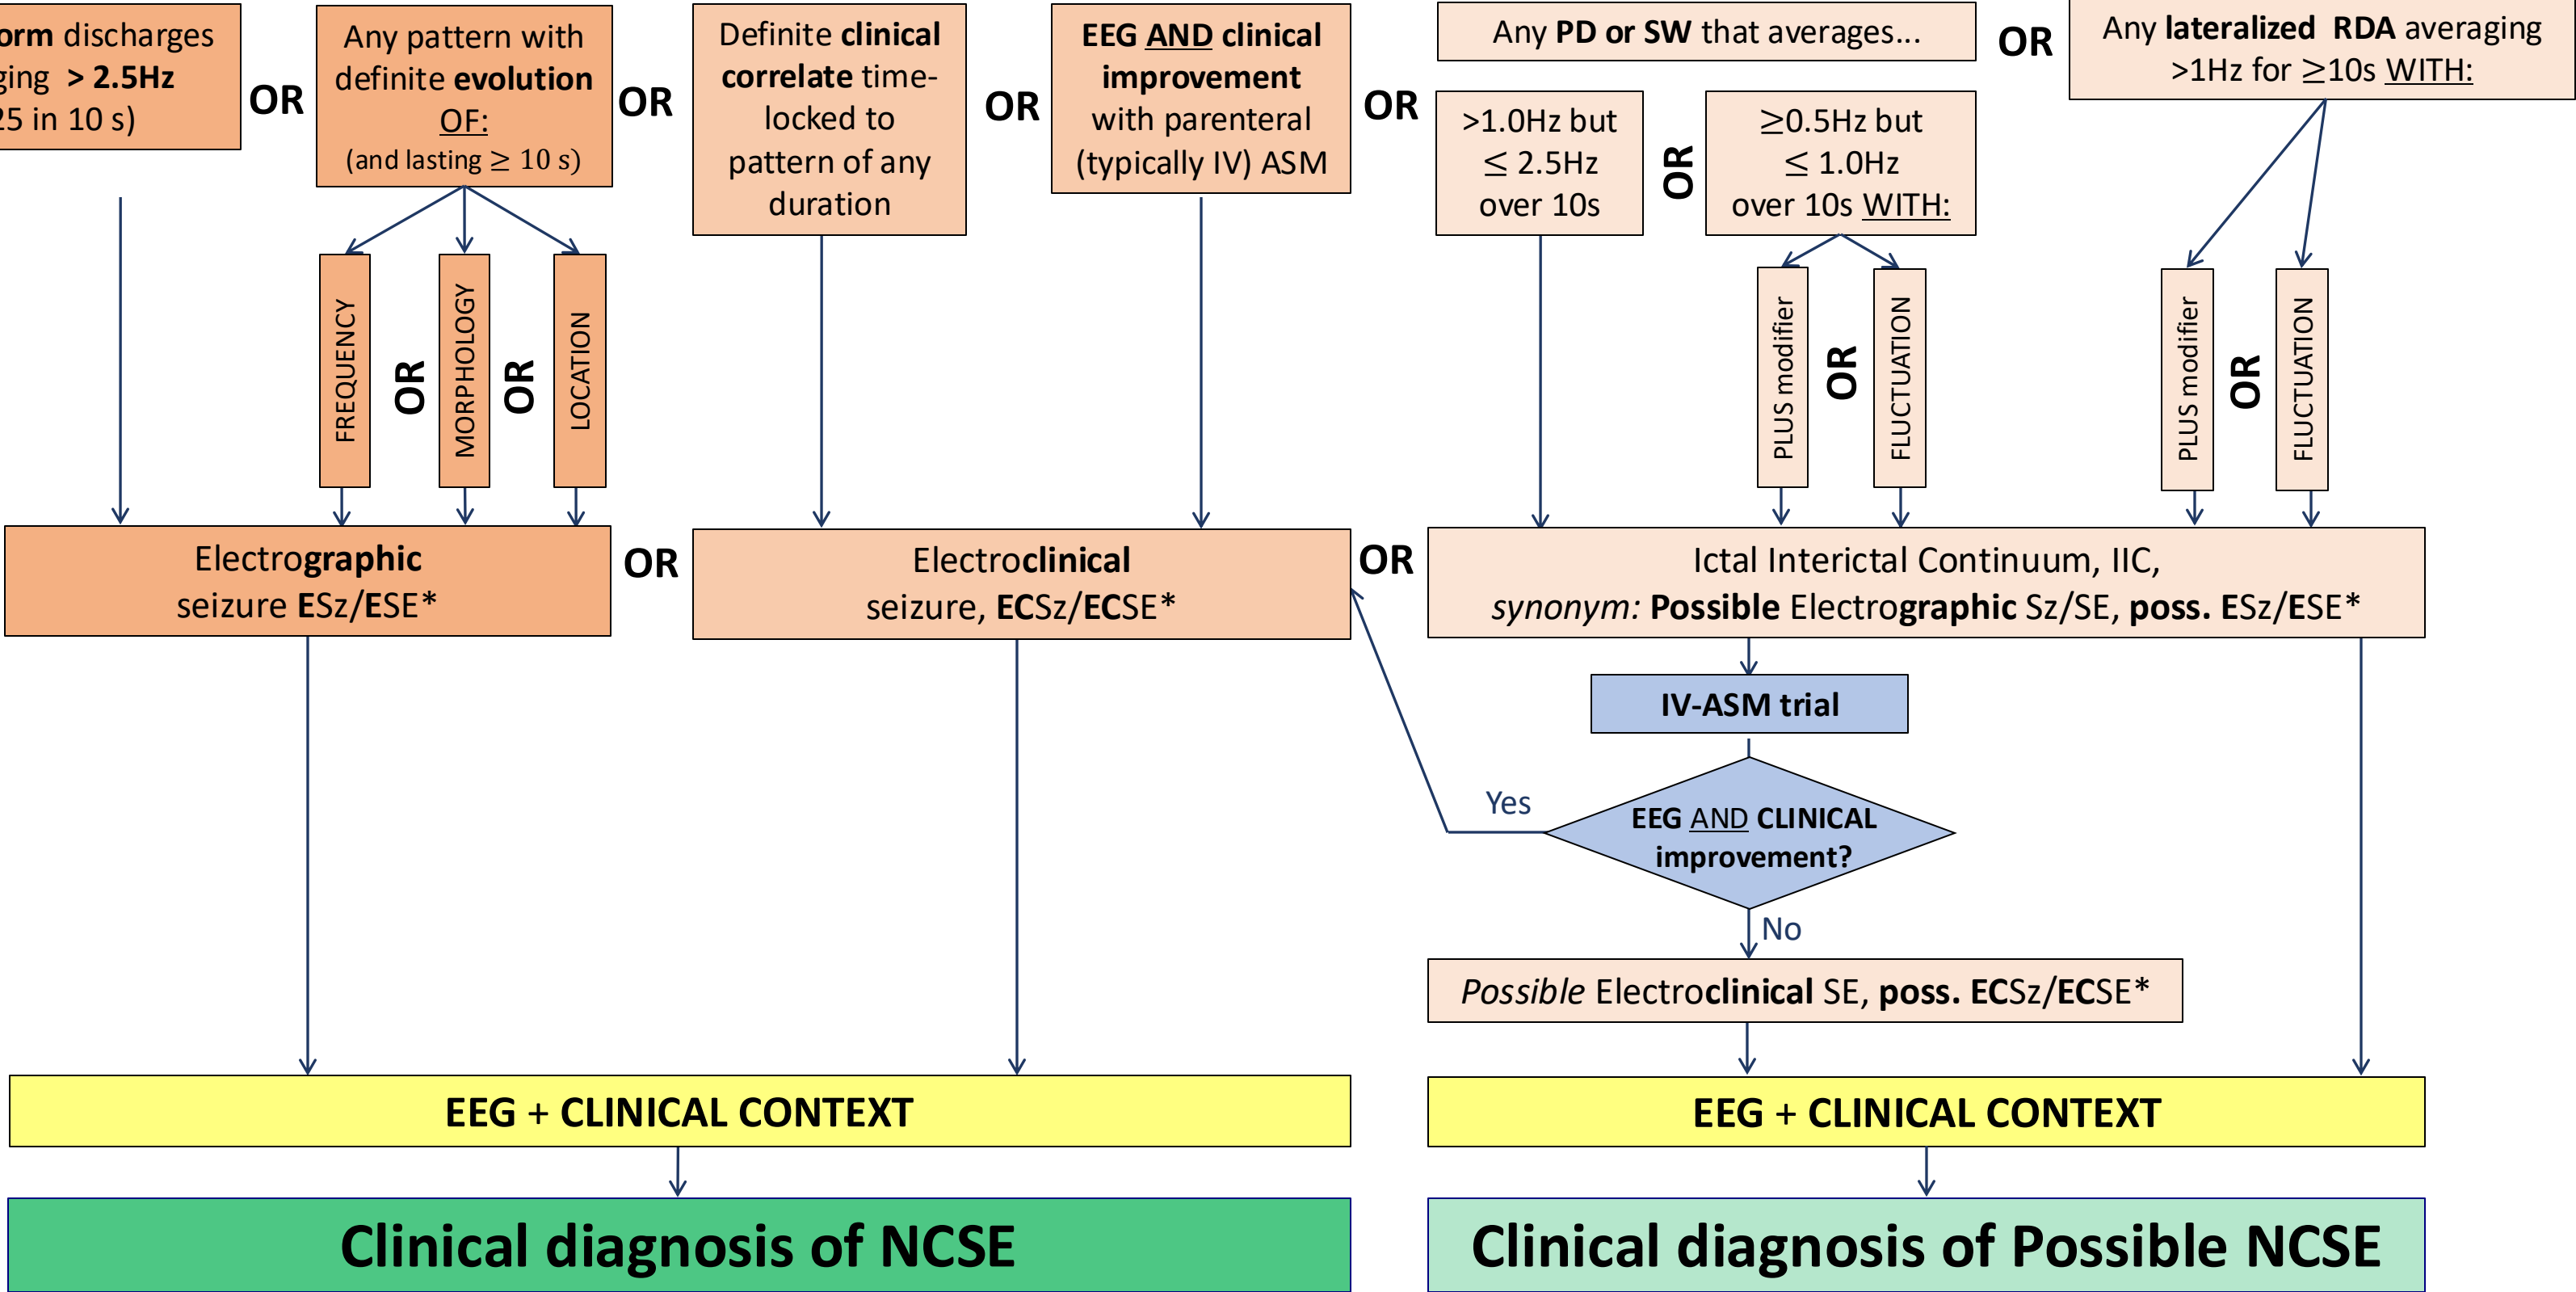 orm discharges
ging > 2.5Hz
25 in 10 s)
OR
Any pattern with
definite evolution
OF:
(and lasting ≥ 10 s)
OR
Definite clinical
correlate time-
locked to
pattern of any
duration
OR
EEG AND clinical
improvement
with parenteral
(typically IV) ASM
OR
Any PD or SW that averages...
>1.0Hz but
≤ 2.5Hz
over 10s
OR
≥0.5Hz but
≤ 1.0Hz
over 10s WITH:
OR
Any lateralized RDA averaging
>1Hz for ≥10s WITH:
FREQUENCY
OR
MORPHOLOGY
OR
LOCATION
PLUS modifier
OR
FLUCTUATION
PLUS modifier
OR
FLUCTUATION
Electrographic
seizure ESz/ESE*
OR
Electroclinical
seizure, ECSz/ECSE*
OR
Ictal Interictal Continuum, IIC,
synonym: Possible Electrographic Sz/SE, poss. ESz/ESE*
IV-ASM trial
Yes
EEG AND CLINICAL
improvement?
No
Possible Electroclinical SE, poss. ECSz/ECSE*
EEG + CLINICAL CONTEXT
EEG + CLINICAL CONTEXT
Clinical diagnosis of NCSE
Clinical diagnosis of Possible NCSE